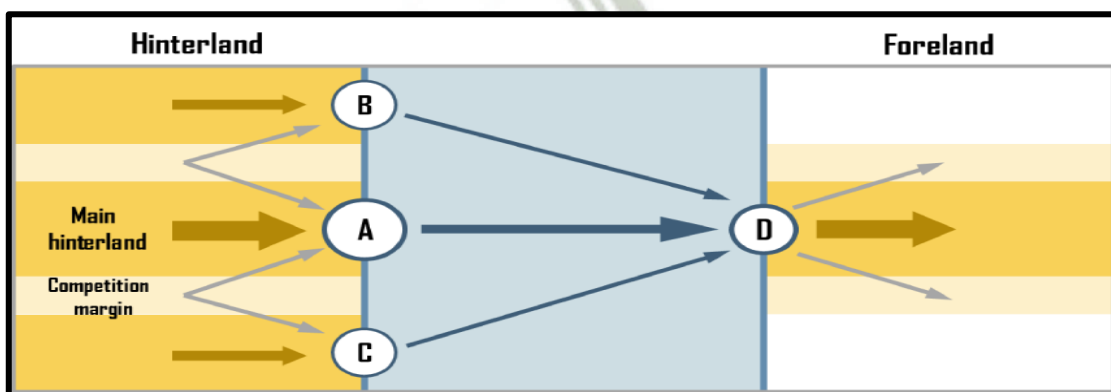 Hinterland
Foreland
B
Main
hinterland
A
D
Competition
margin
C